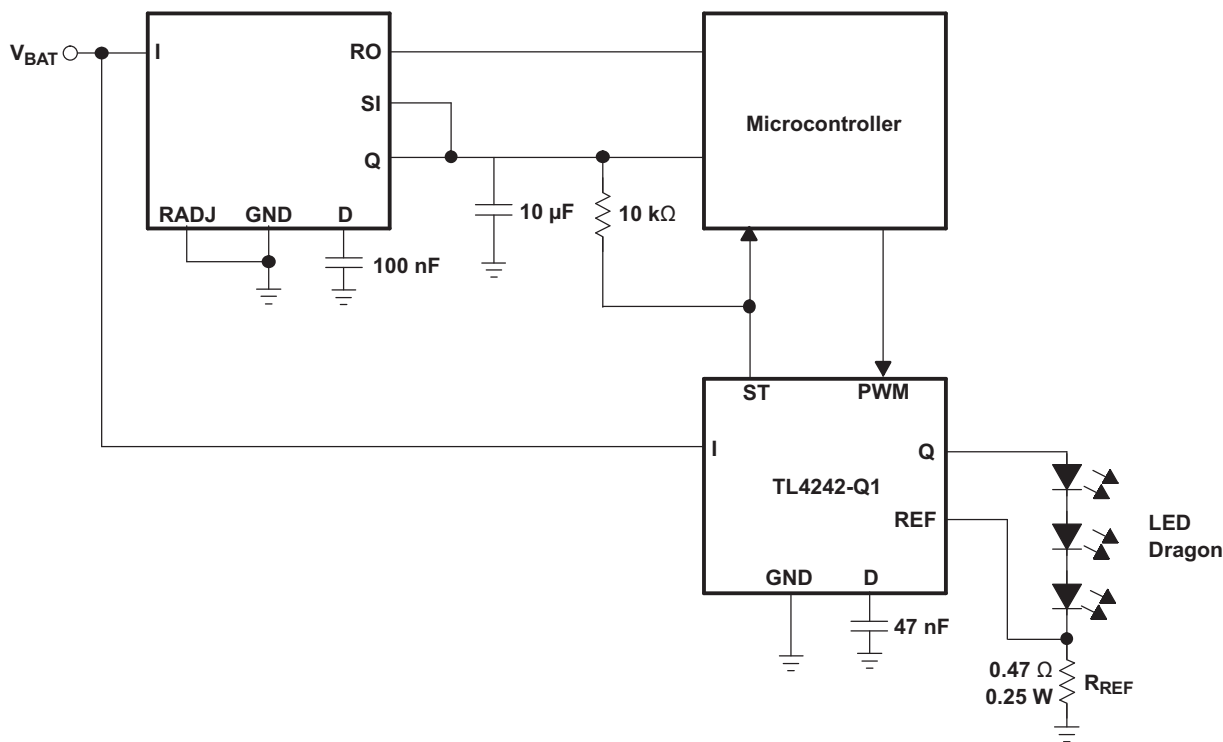 V_BAT
I
RO
SI
Q
RADJ
GND
D
100 nF
10 µF
10 kΩ
Microcontroller
ST
PWM
I
Q
TL4242-Q1
REF
GND
D
47 nF
LED
Dragon
0.47 Ω
0.25 W
R_REF